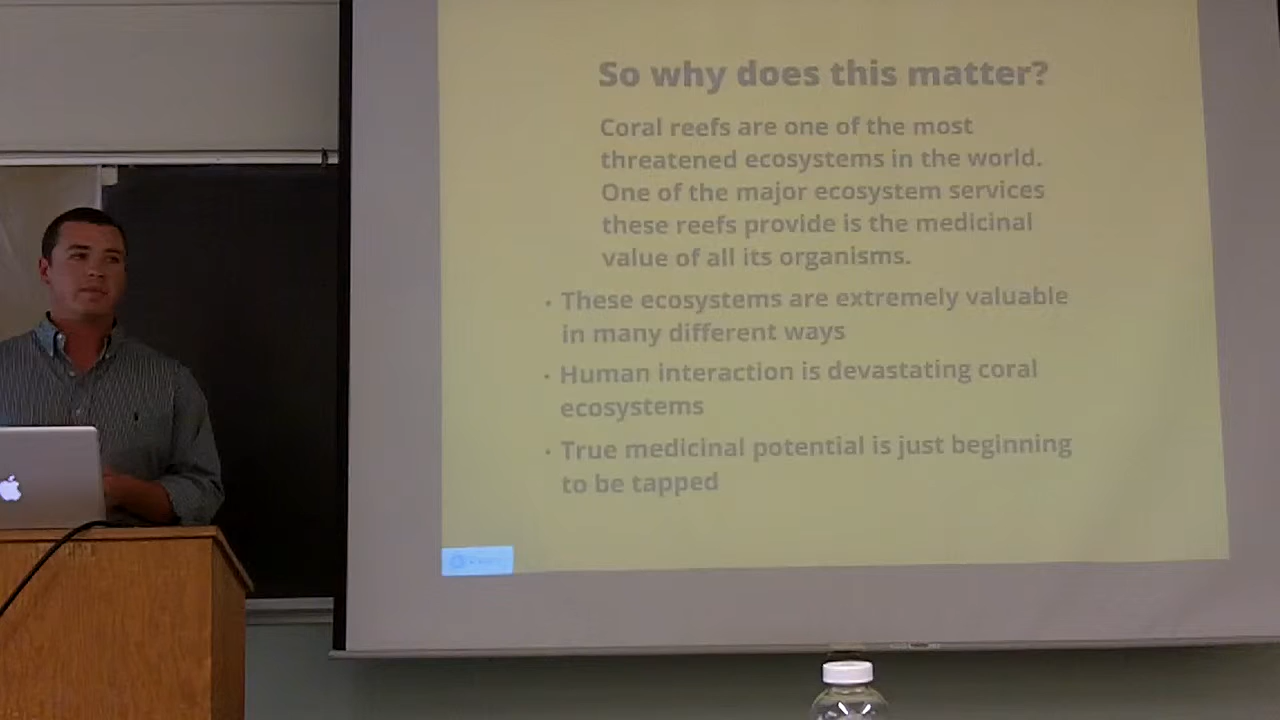 So why does this matter?
Coral reefs are one of the most
threatened ecosystems in the world.
One of the major ecosystem services
these reefs provide is the medicinal
value of all its organisms.
• These ecosystems are extremely valuable
in many different ways
• Human interaction is devastating coral
ecosystems
• True medicinal potential is just beginning
to be tapped